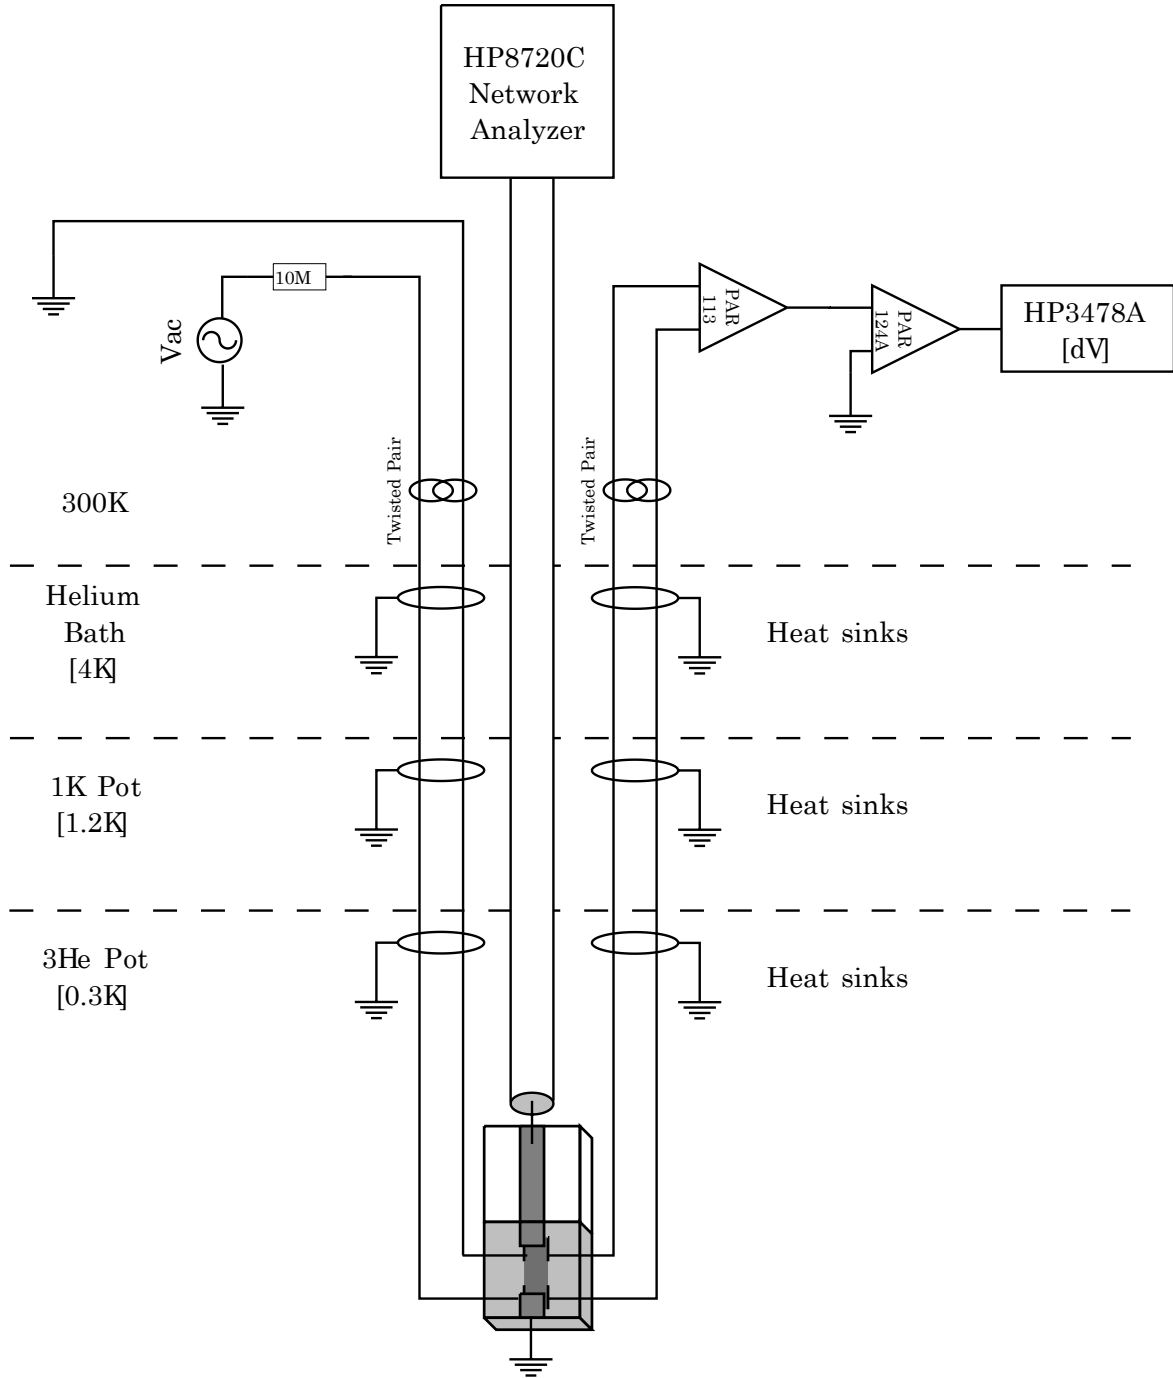 HP8720C
Network
Analyzer
10M
Vac
PAR
113
PAR
124A
HP3478A
[dV]
Twisted Pair
Twisted Pair
300K
Helium
Bath
[4K]
Heat sinks
1K Pot
[1.2K]
Heat sinks
3He Pot
[0.3K]
Heat sinks